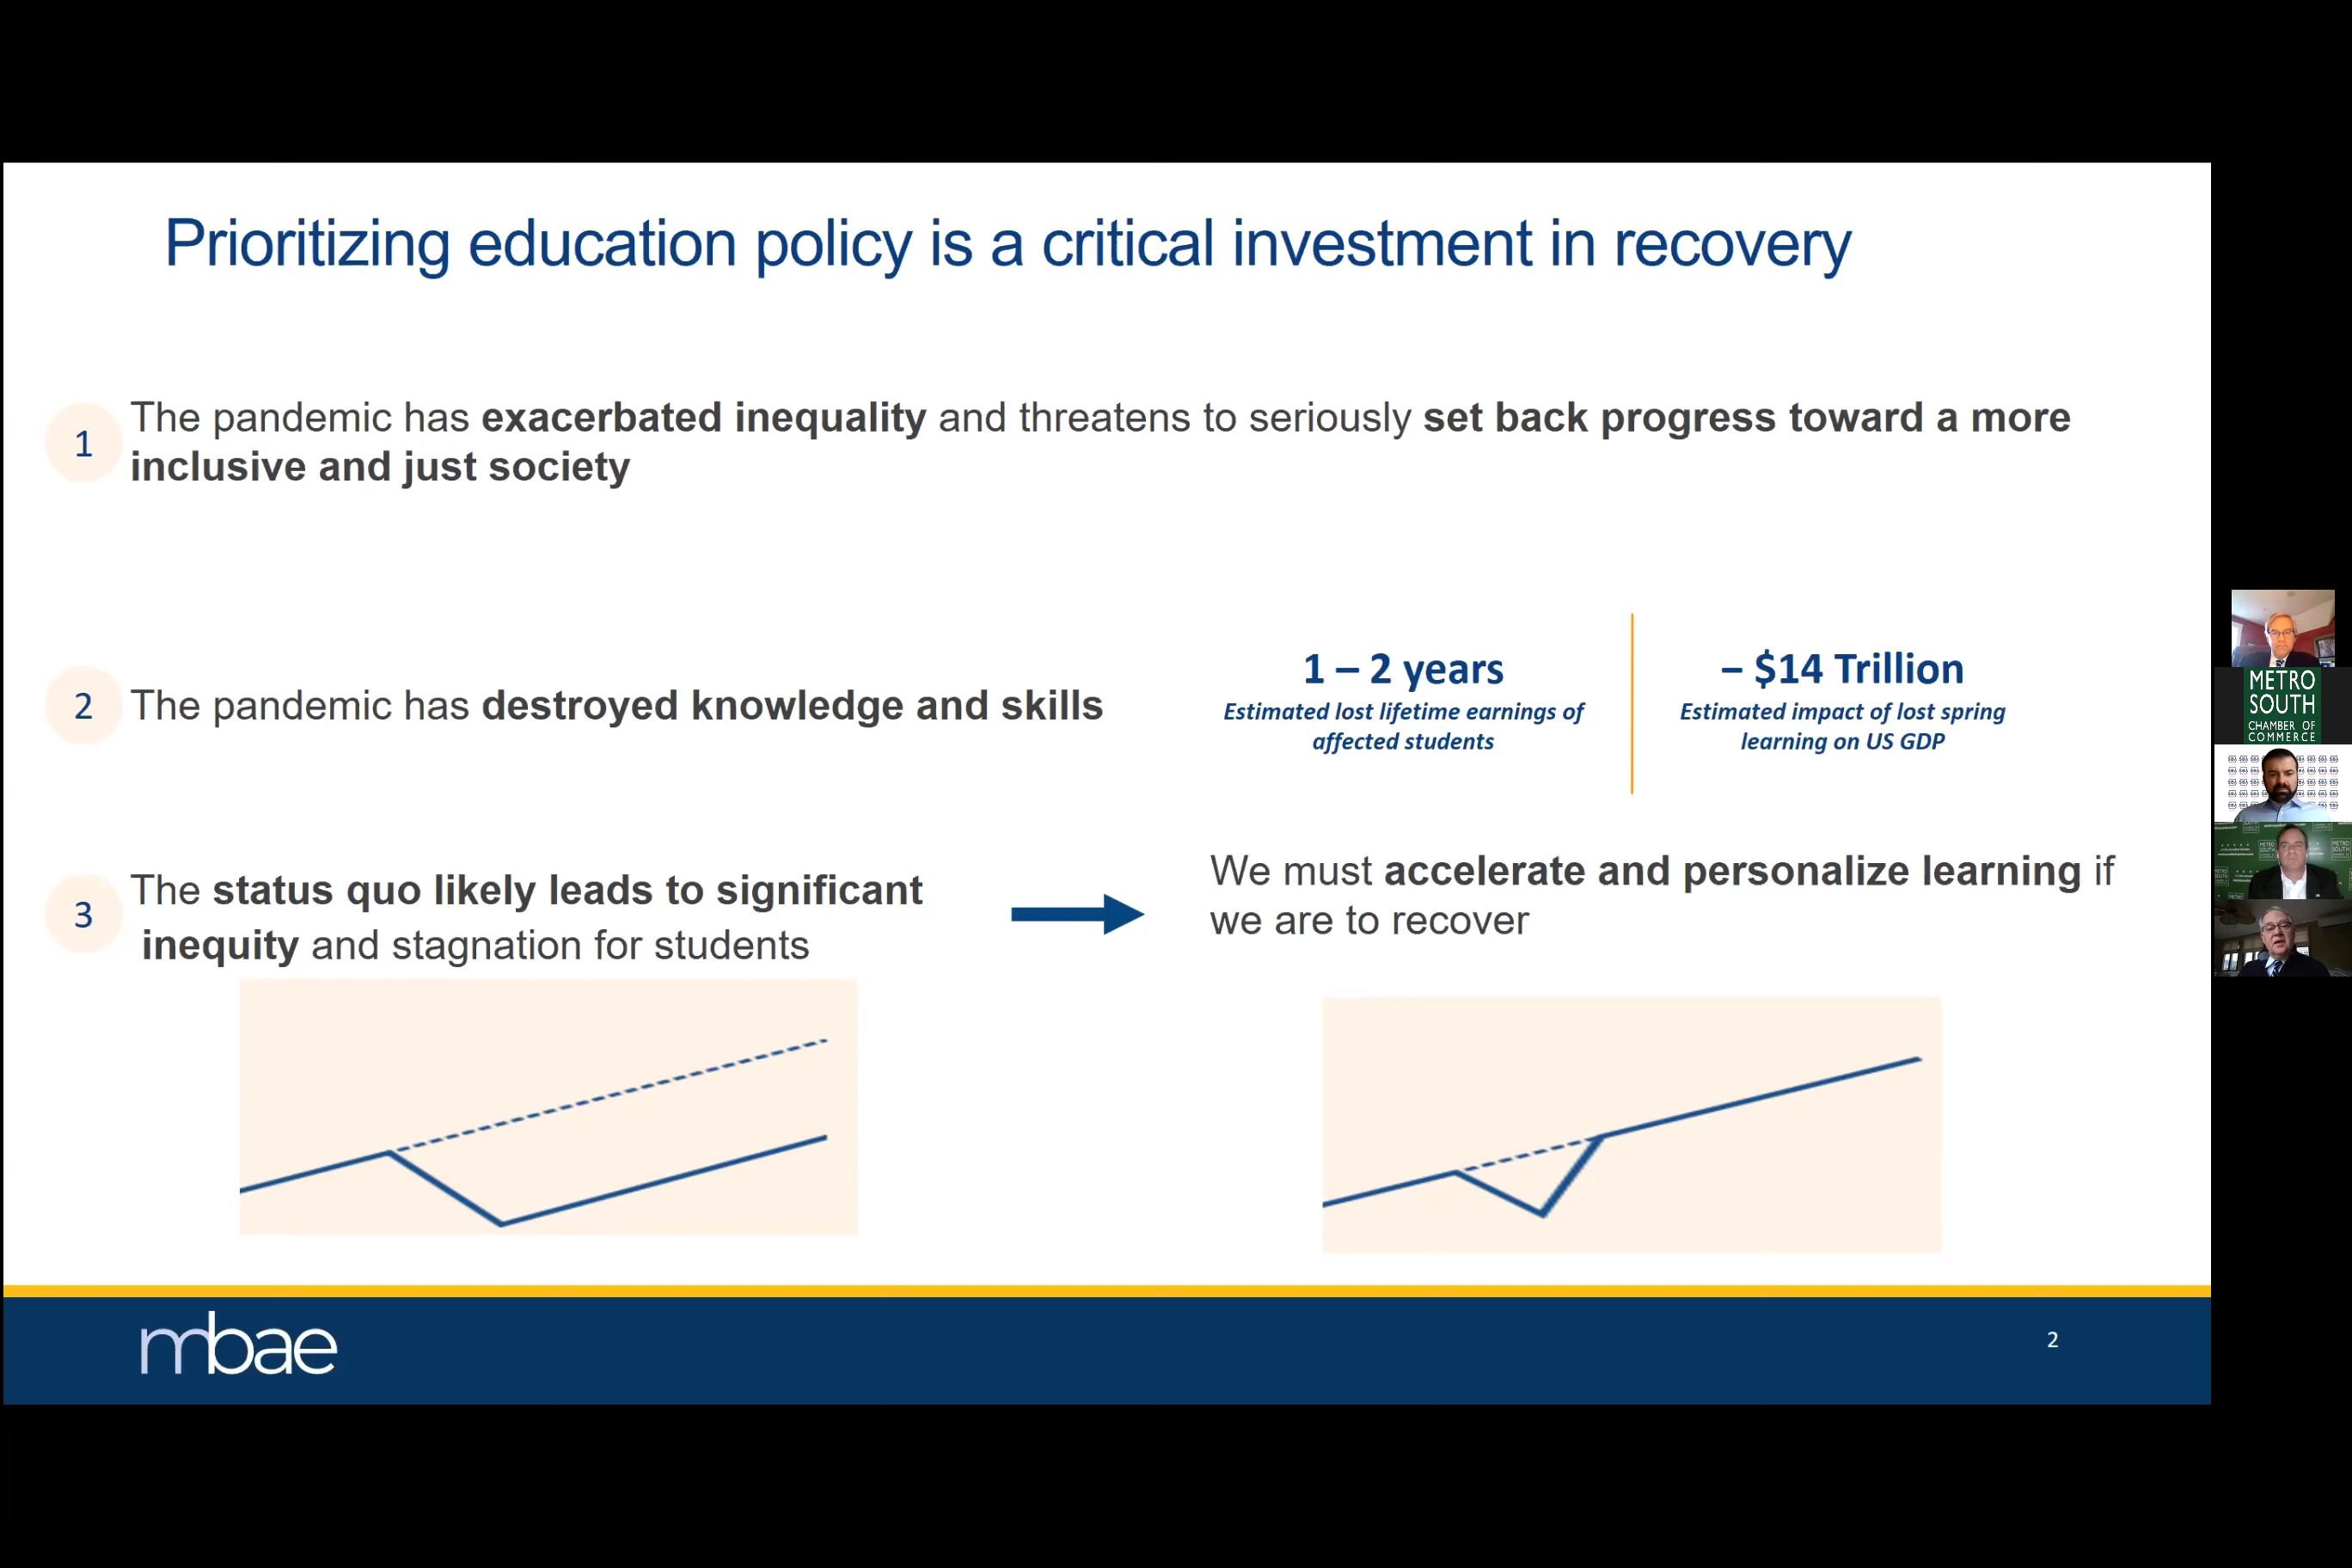 Prioritizing education policy is a critical investment in recovery
1
The pandemic has exacerbated inequality and threatens to seriously set back progress toward a more
inclusive and just society
2
The pandemic has destroyed knowledge and skills
1 – 2 years
Estimated lost lifetime earnings of
affected students
– $14 Trillion
Estimated impact of lost spring
learning on US GDP
3
The status quo likely leads to significant
inequity and stagnation for students
We must accelerate and personalize learning if
we are to recover
mbae
2
METRO
SOUTH
CHAMBER OF
COMMERCE